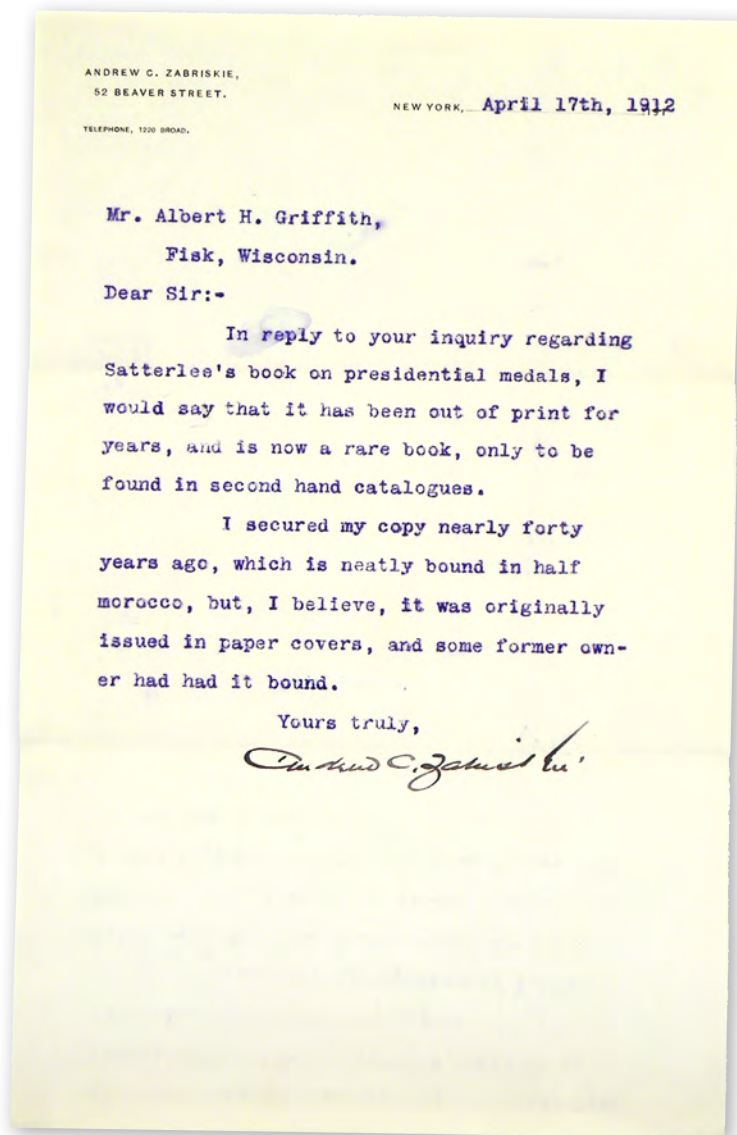 ANDREW C. ZABRISKIE,
52 BEAVER STREET.
NEW YORK, April 17th, 1912
TELEPHONE, 1220 BROAD.
Mr. Albert H. Griffith,
Fisk, Wisconsin.
Dear Sir:-
In reply to your inquiry regarding
Satterlee's book on presidential medals, I
would say that it has been out of print for
years, and is now a rare book, only to be
found in second hand catalogues.
I secured my copy nearly forty
years ago, which is neatly bound in half
morocco, but, I believe, it was originally
issued in paper covers, and some former own-
er had had it bound.
Yours truly,
Andrew C. Zabriskie